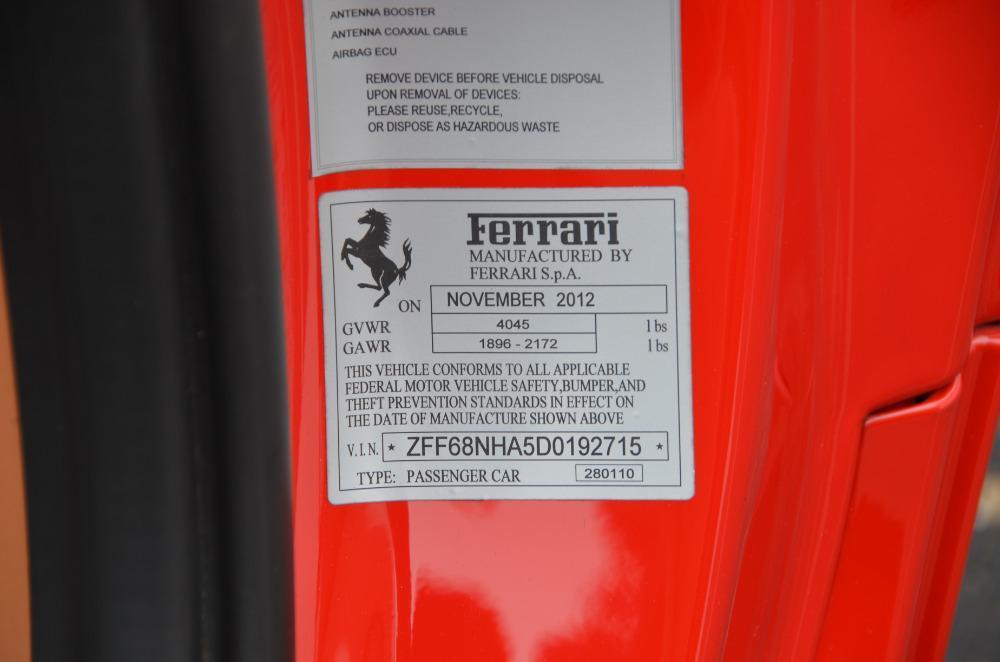 ANTENNA BOOSTER
ANTENNA COAXIAL CABLE
AIRBAG ECU
REMOVE DEVICE BEFORE VEHICLE DISPOSAL
UPON REMOVAL OF DEVICES:
PLEASE REUSE,RECYCLE,
OR DISPOSE AS HAZARDOUS WASTE
Ferrari
MANUFACTURED BY
FERRARI S.p.A.
ON NOVEMBER 2012
GVWR 4045 lbs
GAWR 1896 - 2172 lbs
THIS VEHICLE CONFORMS TO ALL APPLICABLE
FEDERAL MOTOR VEHICLE SAFETY,BUMPER,AND
THEFT PREVENTION STANDARDS IN EFFECT ON
THE DATE OF MANUFACTURE SHOWN ABOVE
V.I.N. * ZFF68NHA5D0192715 *
TYPE: PASSENGER CAR 280110